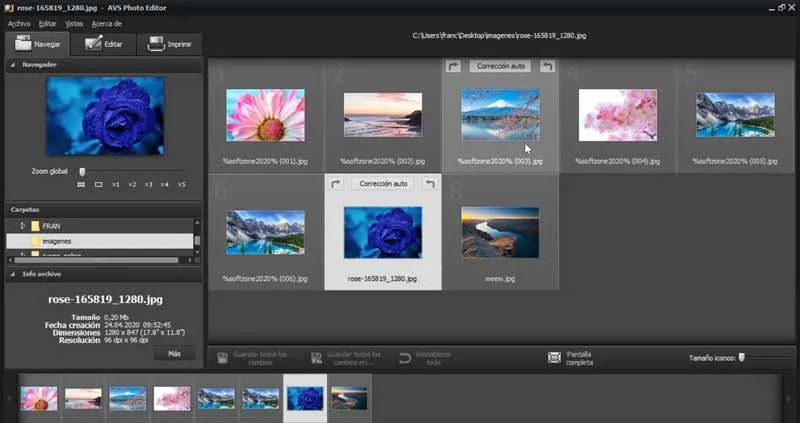 rose-165819_1280.jpg - AVS Photo Editor
Archivo Editar Vistas Acerca de
Navegar Editar Imprimir
C:\Users\franc\Desktop\imagenes\rose-165819_1280.jpg
Navegador
Zoom global
×1 ×2 ×3 ×4 ×5
Carpetas
FRAN
imagenes
Info archivo
rose-165819_1280.jpg
Tamaño 0,20 Mb
Fecha creación 24.04.2020 09:52:45
Dimensiones 1280 x 847 (17.8" x 11.8")
Resolución 96 dpi x 96 dpi
Más
1 2 4 5
Corrección auto
%softzone2020% (001).jpg
%softzone2020% (002).jpg
%softzone2020% (003).jpg
%softzone2020% (004).jpg
%softzone2020% (005).jpg
6 8
Corrección auto
%softzone2020% (006).jpg
rose-165819_1280.jpg
weew.jpg
Guardar todos los
cambios
Guardar todos los
cambios en...
Restablecer
todo
Pantalla
completa
Tamaño iconos: